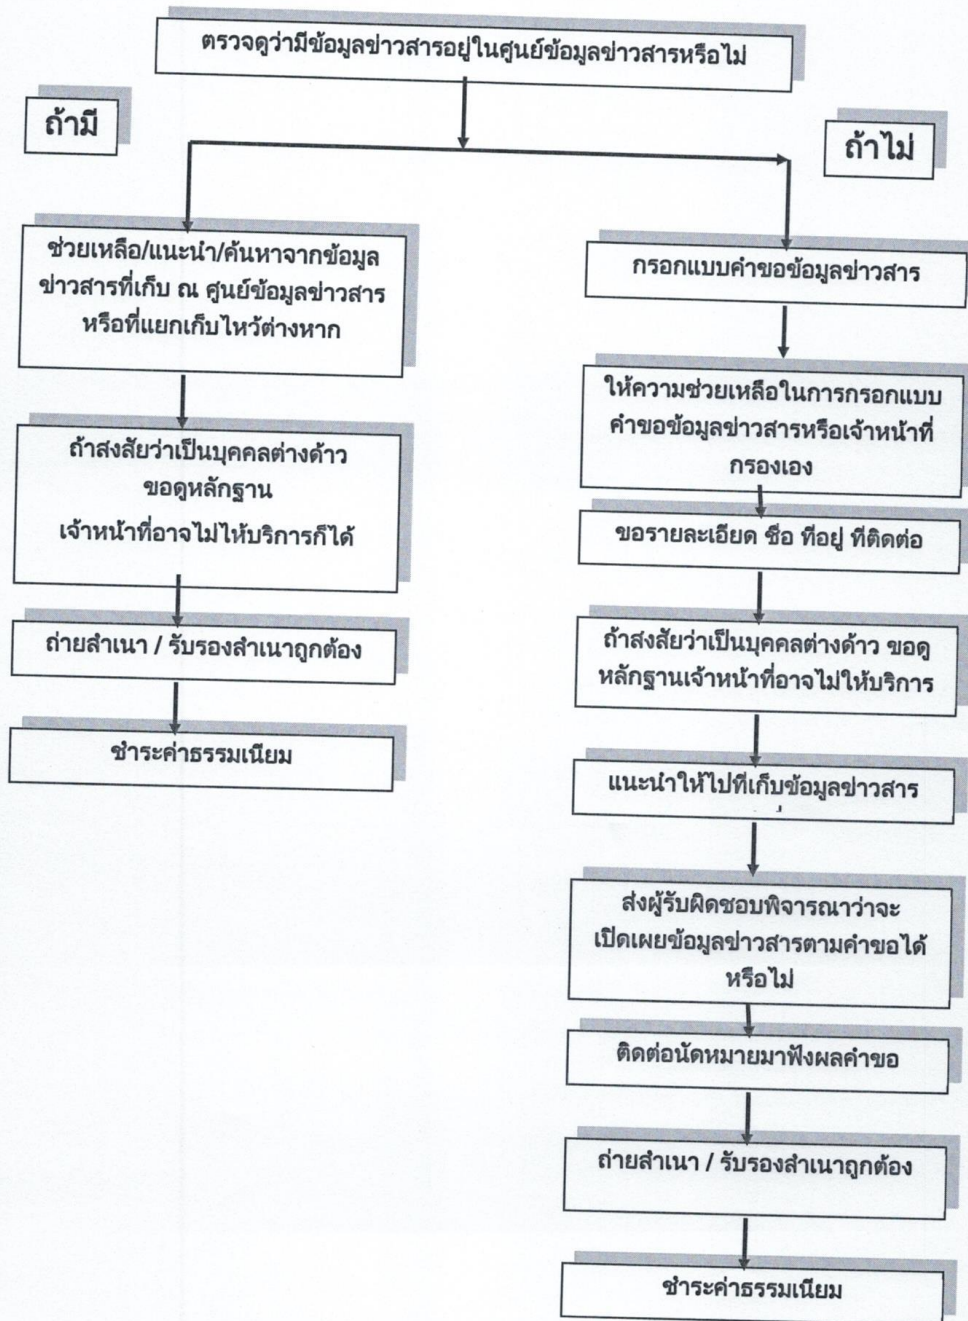 ตรวจดูว่ามีข้อมูลข่าวสารอยู่ในศูนย์ข้อมูลข่าวสารหรือไม่
ถ้ามี
ถ้าไม่
ช่วยเหลือ/แนะนำ/ค้นหาจากข้อมูล
ข่าวสารที่เก็บ ณ ศูนย์ข้อมูลข่าวสาร
หรือที่แยกเก็บไหว้ต่างหาก
ถ้าสงสัยว่าเป็นบุคคลต่างด้าว
ขอดูหลักฐาน
เจ้าหน้าที่อาจไม่ให้บริการก็ได้
ถ่ายสำเนา / รับรองสำเนาถูกต้อง
ชำระค่าธรรมเนียม
กรอกแบบคำขอข้อมูลข่าวสาร
ให้ความช่วยเหลือในการกรอกแบบ
คำขอข้อมูลข่าวสารหรือเจ้าหน้าที่
กรองเอง
ขอรายละเอียด ชื่อ ที่อยู่ ที่ติดต่อ
ถ้าสงสัยว่าเป็นบุคคลต่างด้าว ขอดู
หลักฐานเจ้าหน้าที่อาจไม่ให้บริการ
แนะนำให้ไปที่เก็บข้อมูลข่าวสาร
ส่งผู้รับผิดชอบพิจารณาว่าจะ
เปิดเผยข้อมูลข่าวสารตามคำขอได้
หรือไม่
ติดต่อนัดหมายมาฟังผลคำขอ
ถ่ายสำเนา / รับรองสำเนาถูกต้อง
ชำระค่าธรรมเนียม